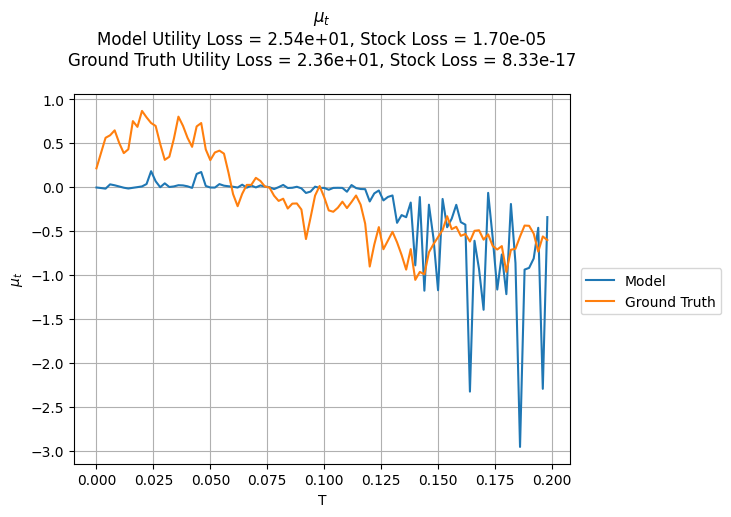 μt
Model Utility Loss = 2.54e+01, Stock Loss = 1.70e-05
Ground Truth Utility Loss = 2.36e+01, Stock Loss = 8.33e-17
1.0
0.5
0.0
−0.5
−1.0
−1.5
−2.0
−2.5
−3.0
μt
0.000
0.025
0.050
0.075
0.100
0.125
0.150
0.175
0.200
T
Model
Ground Truth